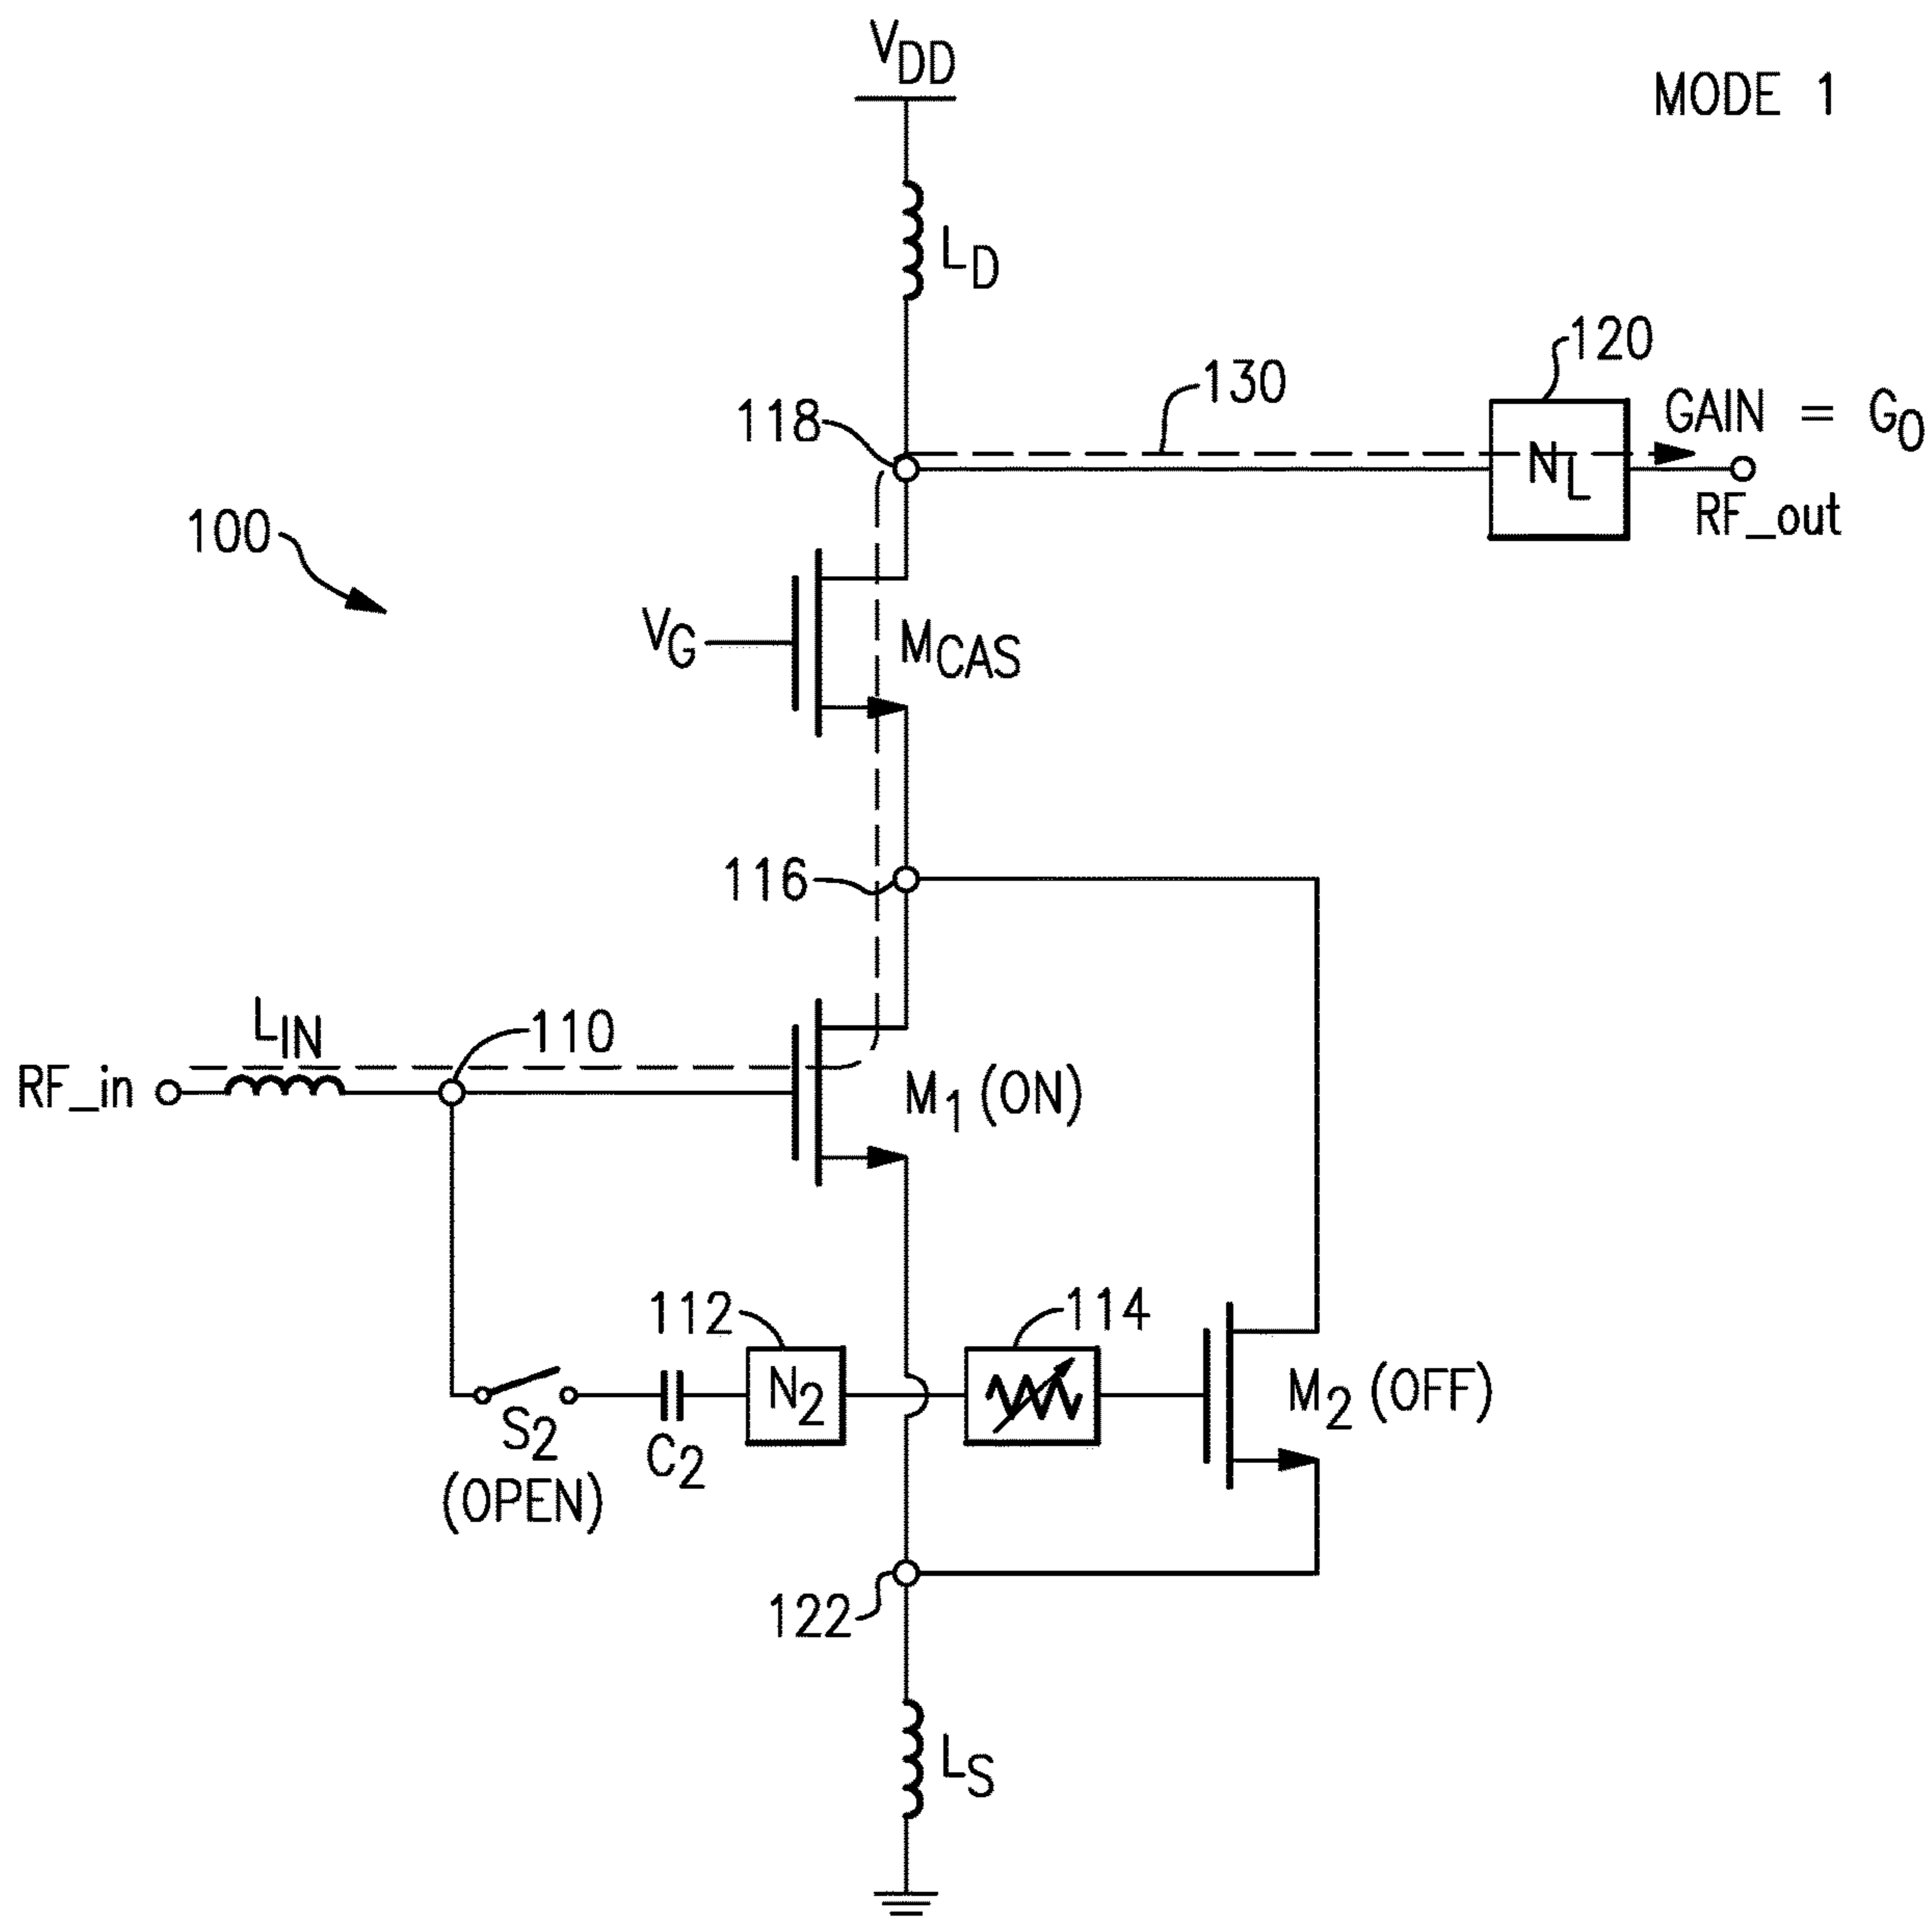 VDD
MODE 1
LD
120
130
GAIN = G0
118
NL
RF_out
100
VG
MCAS
116
LIN
110
RF_in
M1 (ON)
112
114
N2
M2 (OFF)
S2
(OPEN)
C2
122
LS